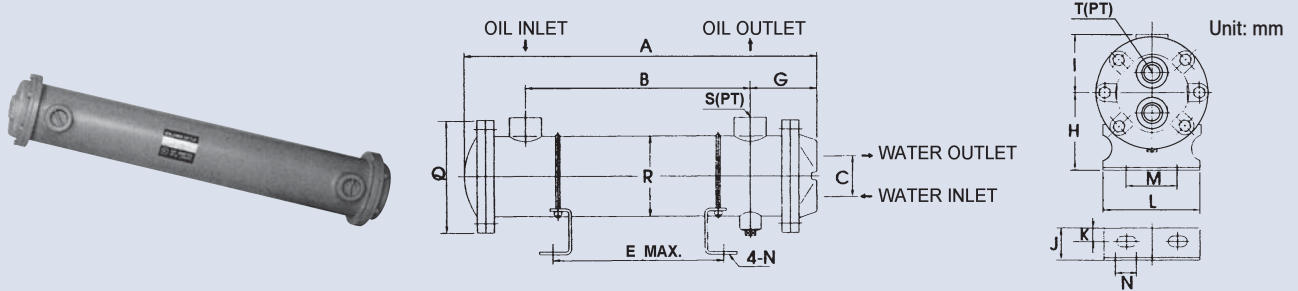 OIL INLET
OIL OUTLET
A
B
G
S(PT)
Q
R
C
WATER OUTLET
WATER INLET
E MAX.
4-N
T(PT)
Unit: mm
I
H
M
L
K
J
N